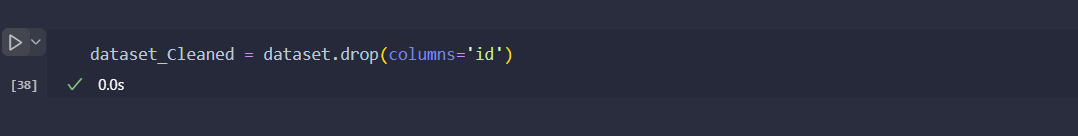 dataset_Cleaned = dataset.drop(columns='id')
[38] 0.0s